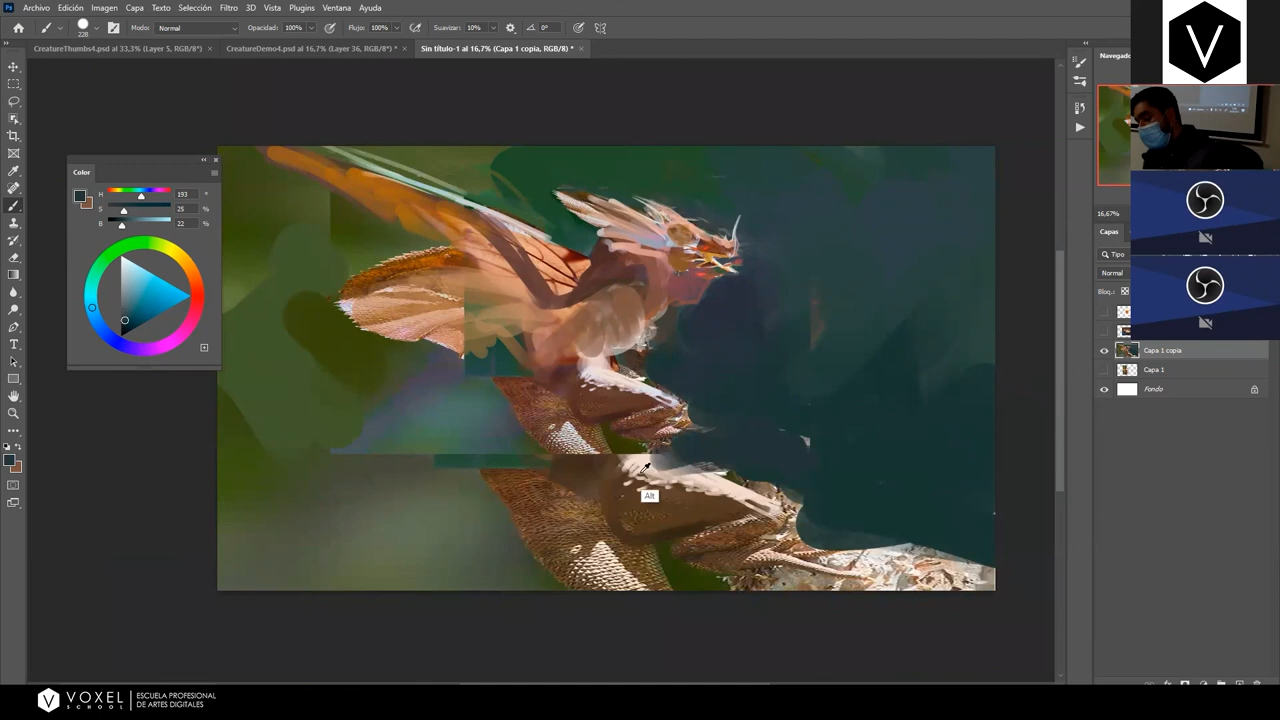 Ps Archivo Edición Imagen Capa Texto Selección Filtro 3D Vista Plugins Ventana Ayuda
228 Modo: Normal Opacidad: 100% Flujo: 100% Suavizar: 10% 0°
CreatureThumbs4.psd al 33,3% (Layer 5, RGB/8*) × CreatureDemo4.psd al 16,7% (Layer 36, RGB/8*) * × Sin título-1 al 16,7% (Capa 1 copia, RGB/8) * ×
Navegador
Color
H 193 °
S 25 %
B 22 %
16,67%
Capas
Tipo
Normal
Bloq.:
Capa 1 copia
Capa 1
Fondo
Alt
V
VOXEL
SCHOOL
ESCUELA PROFESIONAL
DE ARTES DIGITALES